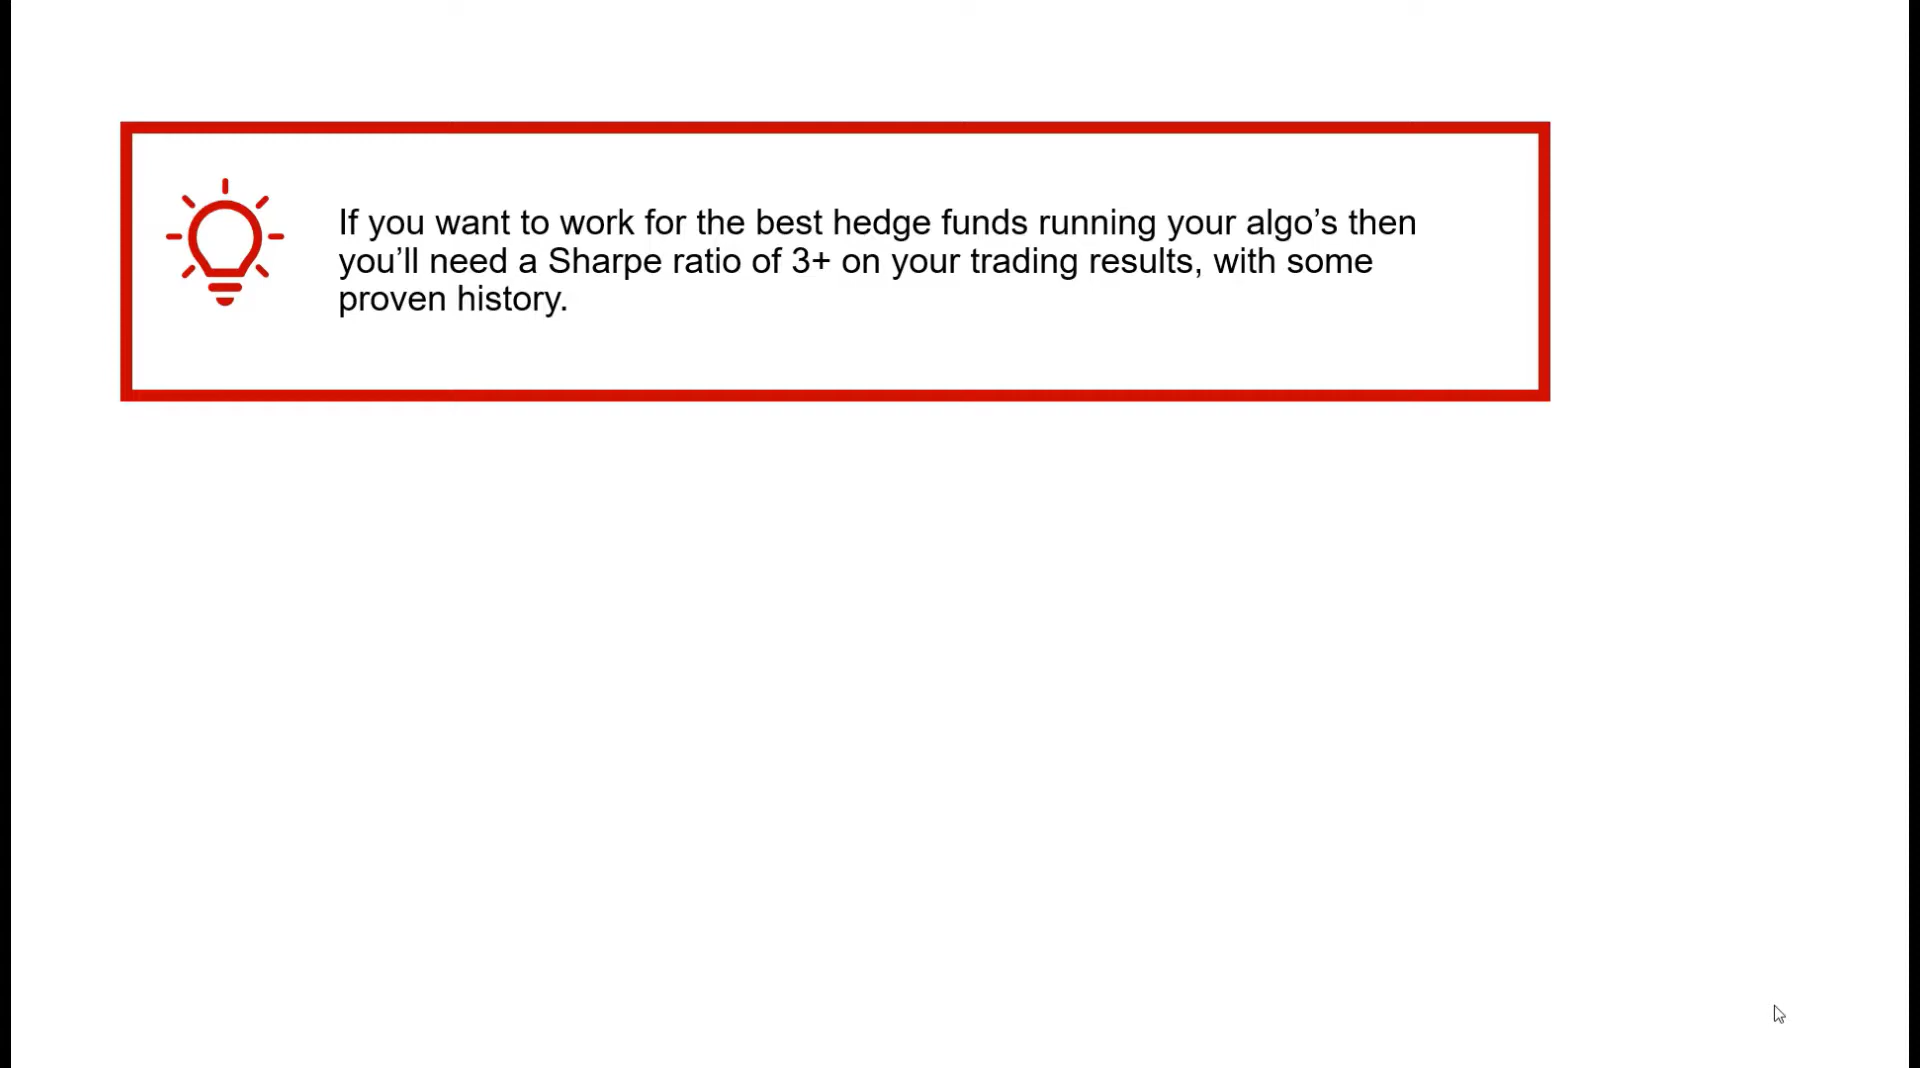 If you want to work for the best hedge funds running your algo’s then
you’ll need a Sharpe ratio of 3+ on your trading results, with some
proven history.